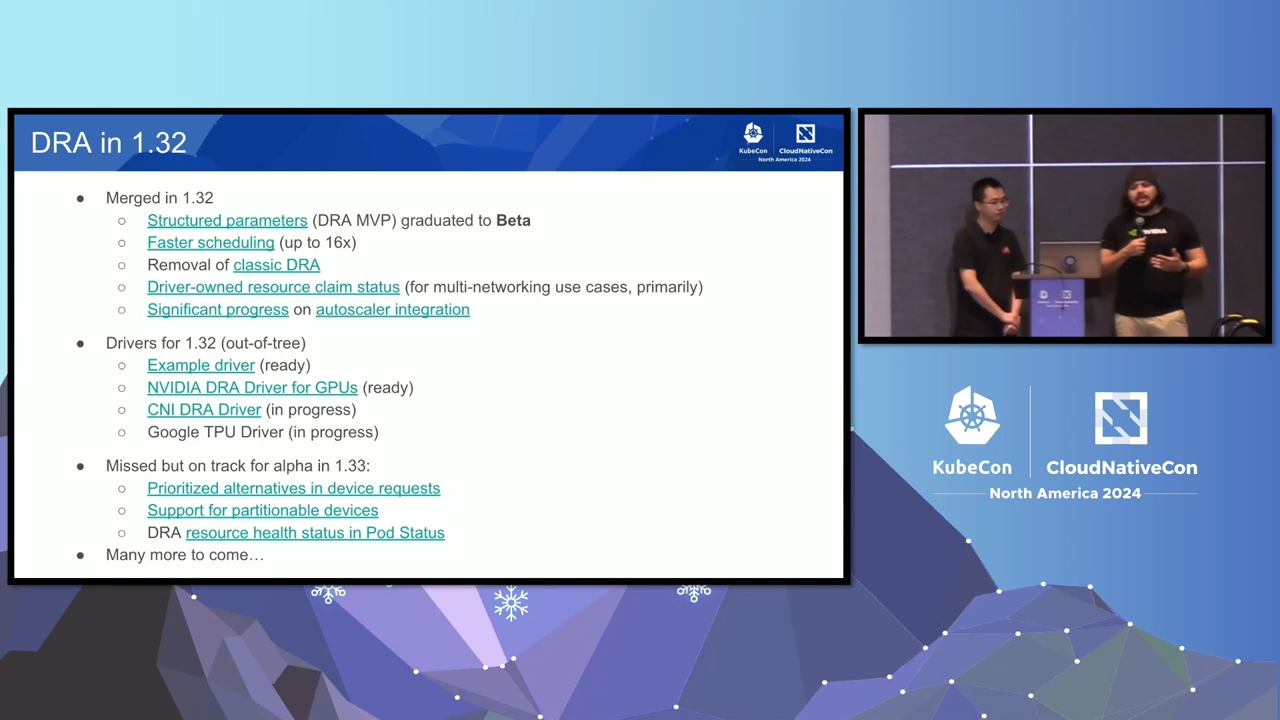 DRA in 1.32
KubeCon
CloudNativeCon
North America 2024
● Merged in 1.32
○ Structured parameters (DRA MVP) graduated to Beta
○ Faster scheduling (up to 16x)
○ Removal of classic DRA
○ Driver-owned resource claim status (for multi-networking use cases, primarily)
○ Significant progress on autoscaler integration
● Drivers for 1.32 (out-of-tree)
○ Example driver (ready)
○ NVIDIA DRA Driver for GPUs (ready)
○ CNI DRA Driver (in progress)
○ Google TPU Driver (in progress)
● Missed but on track for alpha in 1.33:
○ Prioritized alternatives in device requests
○ Support for partitionable devices
○ DRA resource health status in Pod Status
● Many more to come…
KubeCon
CloudNativeCon
North America 2024